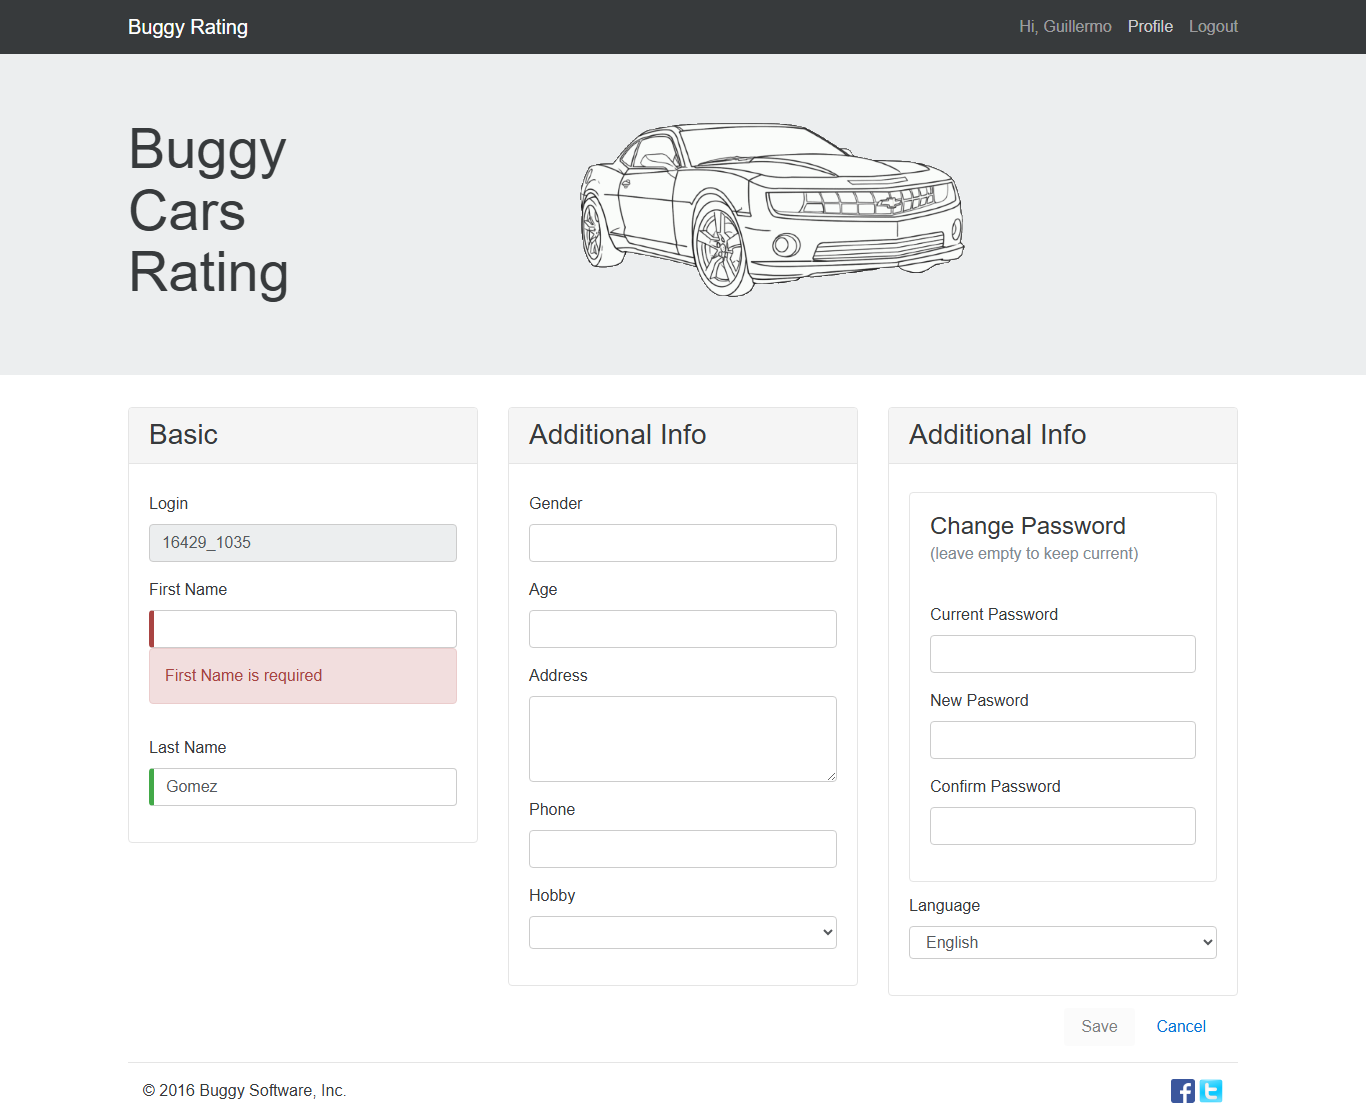 Buggy Rating
Hi, Guillermo Profile Logout
Buggy
Cars
Rating
Basic
Login
16429_1035
First Name
First Name is required
Last Name
Gomez
Additional Info
Gender
Age
Address
Phone
Hobby
Additional Info
Change Password
(leave empty to keep current)
Current Password
New Pasword
Confirm Password
Language
English
Save Cancel
© 2016 Buggy Software, Inc.